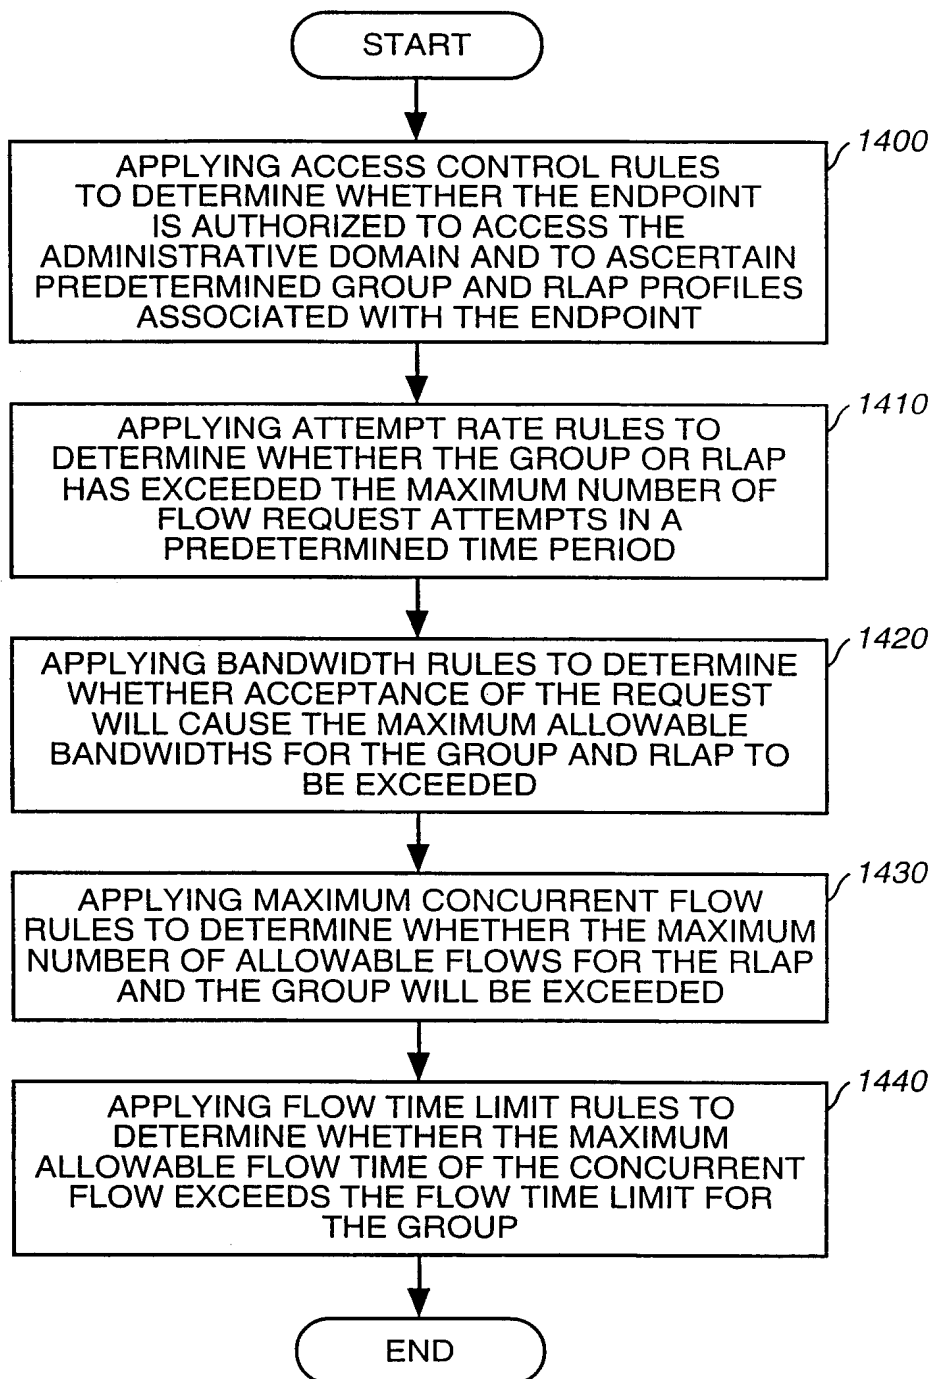 START
1400
APPLYING ACCESS CONTROL RULES
TO DETERMINE WHETHER THE ENDPOINT
IS AUTHORIZED TO ACCESS THE
ADMINISTRATIVE DOMAIN AND TO ASCERTAIN
PREDETERMINED GROUP AND RLAP PROFILES
ASSOCIATED WITH THE ENDPOINT
1410
APPLYING ATTEMPT RATE RULES TO
DETERMINE WHETHER THE GROUP OR RLAP
HAS EXCEEDED THE MAXIMUM NUMBER OF
FLOW REQUEST ATTEMPTS IN A
PREDETERMINED TIME PERIOD
1420
APPLYING BANDWIDTH RULES TO DETERMINE
WHETHER ACCEPTANCE OF THE REQUEST
WILL CAUSE THE MAXIMUM ALLOWABLE
BANDWIDTHS FOR THE GROUP AND RLAP TO
BE EXCEEDED
1430
APPLYING MAXIMUM CONCURRENT FLOW
RULES TO DETERMINE WHETHER THE MAXIMUM
NUMBER OF ALLOWABLE FLOWS FOR THE RLAP
AND THE GROUP WILL BE EXCEEDED
1440
APPLYING FLOW TIME LIMIT RULES TO
DETERMINE WHETHER THE MAXIMUM
ALLOWABLE FLOW TIME OF THE CONCURRENT
FLOW EXCEEDS THE FLOW TIME LIMIT FOR
THE GROUP
END